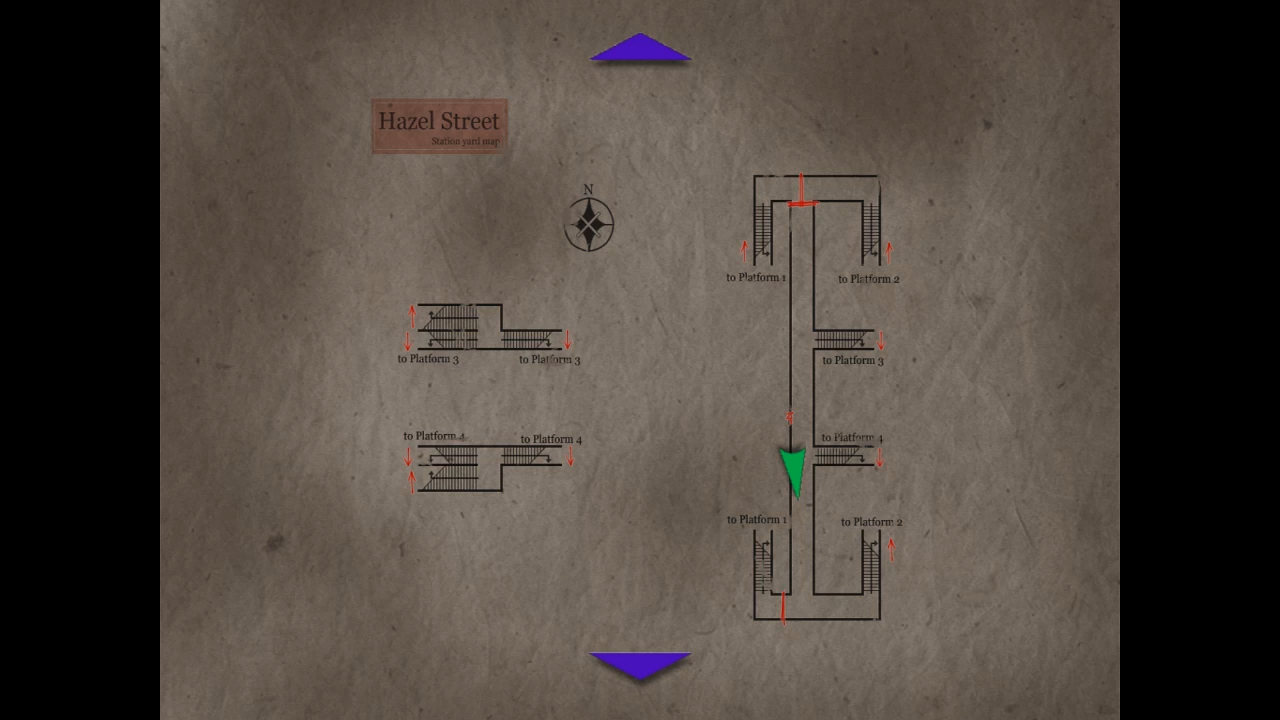 Hazel Street
Station yard map
N
to Platform 1
to Platform 2
to Platform 3
to Platform 3
to Platform 3
to Platform 4
to Platform 4
to Platform 4
to Platform 1
to Platform 2